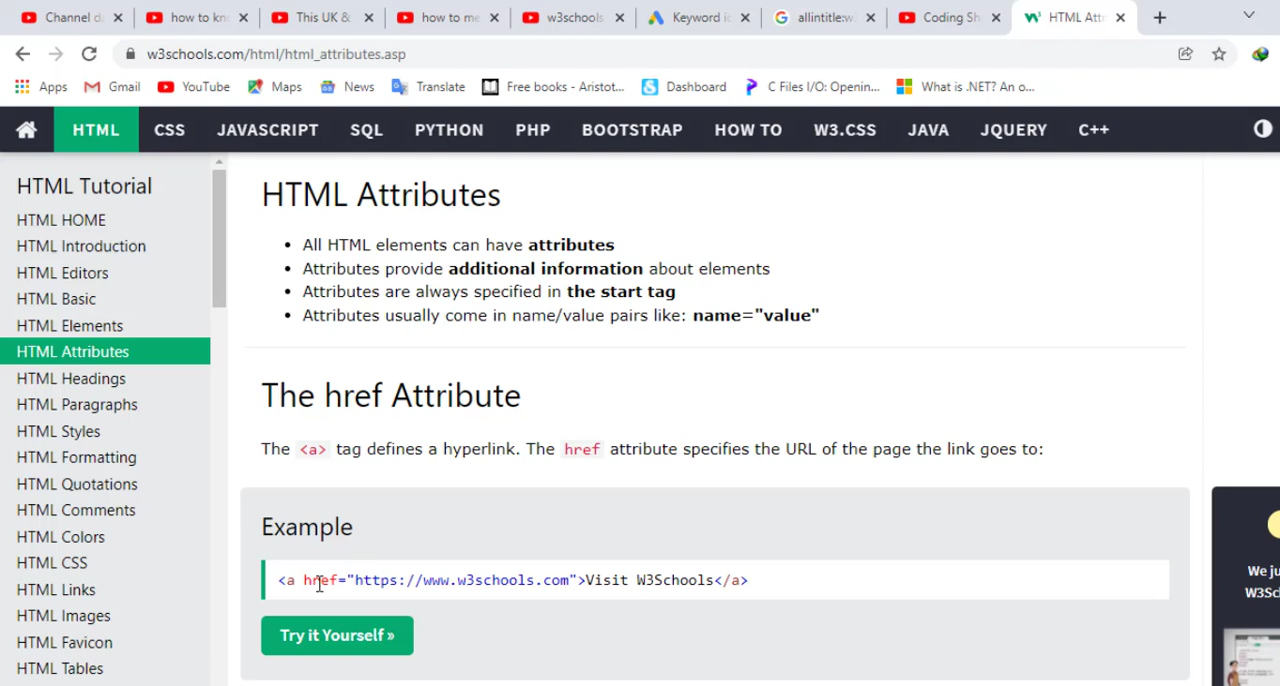 Channel d
how to kn
This UK &
how to me
w3schools
Keyword i
allintitle:w
Coding Sh
HTML Att
w3schools.com/html/html_attributes.asp
Apps Gmail YouTube Maps News Translate Free books - Aristot... Dashboard C Files I/O: Openin... What is .NET? An o...
HTML CSS JAVASCRIPT SQL PYTHON PHP BOOTSTRAP HOW TO W3.CSS JAVA JQUERY C++
HTML Tutorial
HTML HOME
HTML Introduction
HTML Editors
HTML Basic
HTML Elements
HTML Attributes
HTML Headings
HTML Paragraphs
HTML Styles
HTML Formatting
HTML Quotations
HTML Comments
HTML Colors
HTML CSS
HTML Links
HTML Images
HTML Favicon
HTML Tables
HTML Attributes
• All HTML elements can have attributes
• Attributes provide additional information about elements
• Attributes are always specified in the start tag
• Attributes usually come in name/value pairs like: name="value"
The href Attribute
The <a> tag defines a hyperlink. The href attribute specifies the URL of the page the link goes to:
Example
<a href="https://www.w3schools.com">Visit W3Schools</a>
Try it Yourself »
We ju
W3Sc